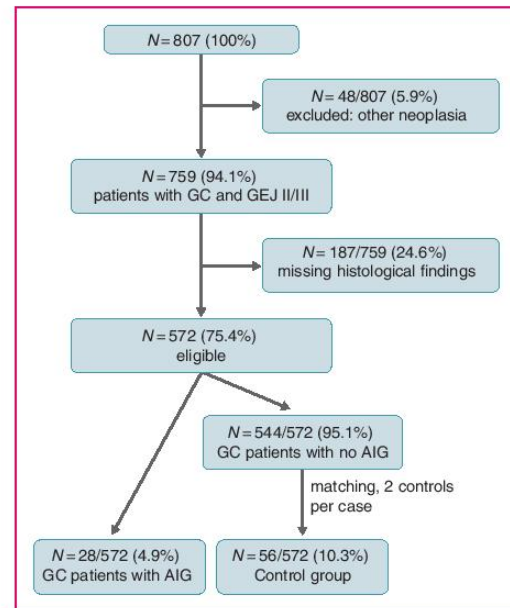 N = 807 (100%)
N = 48/807 (5.9%)
excluded: other neoplasia
N = 759 (94.1%)
patients with GC and GEJ II/III
N = 187/759 (24.6%)
missing histological findings
N = 572 (75.4%)
eligible
N = 544/572 (95.1%)
GC patients with no AIG
matching, 2 controls
per case
N = 28/572 (4.9%)
GC patients with AIG
N = 56/572 (10.3%)
Control group